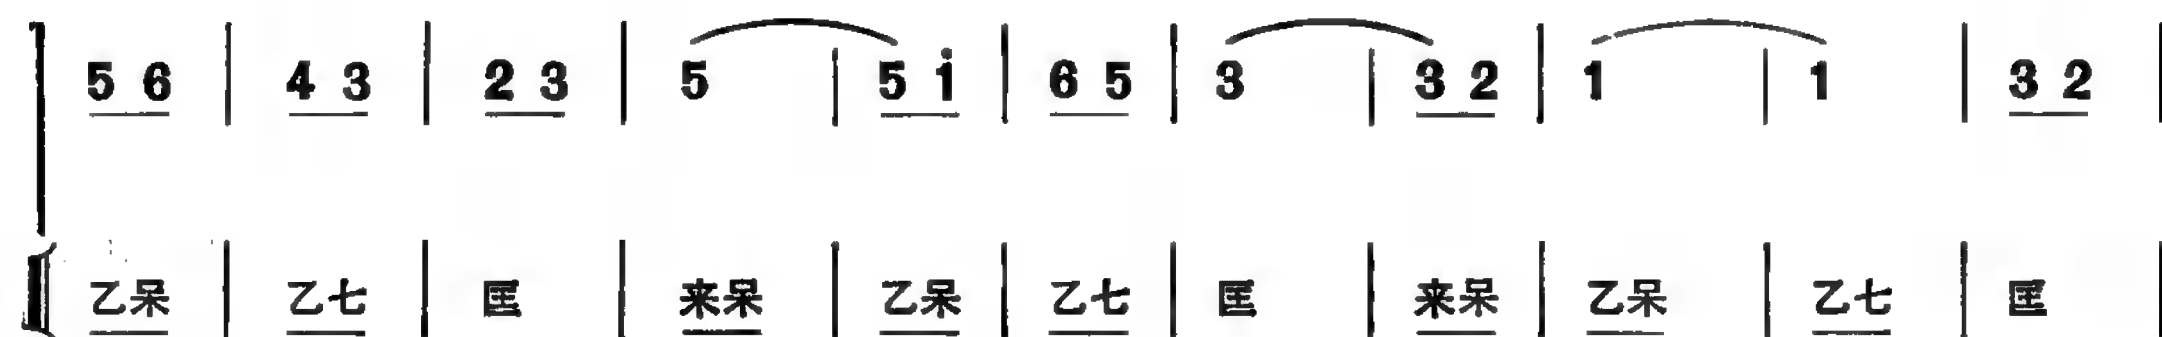 5 6 | 4 3 | 2 3 | 5 | 5 i | 6 5 | 3 | 3 2 | 1 | 1 | 3 2 |
乙呆 | 乙七 | 匡 | 来呆 | 乙呆 | 乙七 | 匡 | 来呆 | 乙呆 | 乙七 | 匡 |